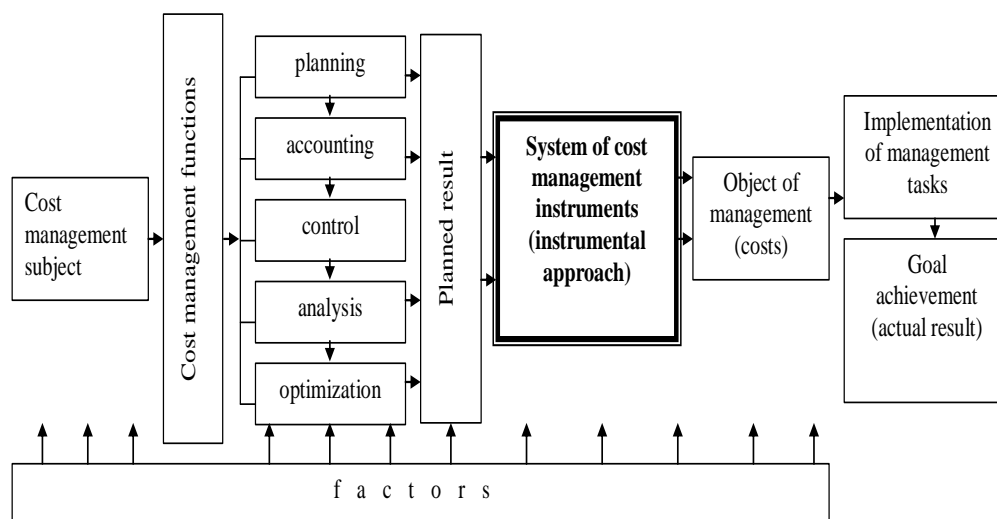 Cost
management
subject
Cost management functions
planning
accounting
control
analysis
optimization
Planned result
System of cost
management
instruments
(instrumental
approach)
Object of
management
(costs)
Implementation
of management
tasks
Goal
achievement
(actual result)
f a c t o r s